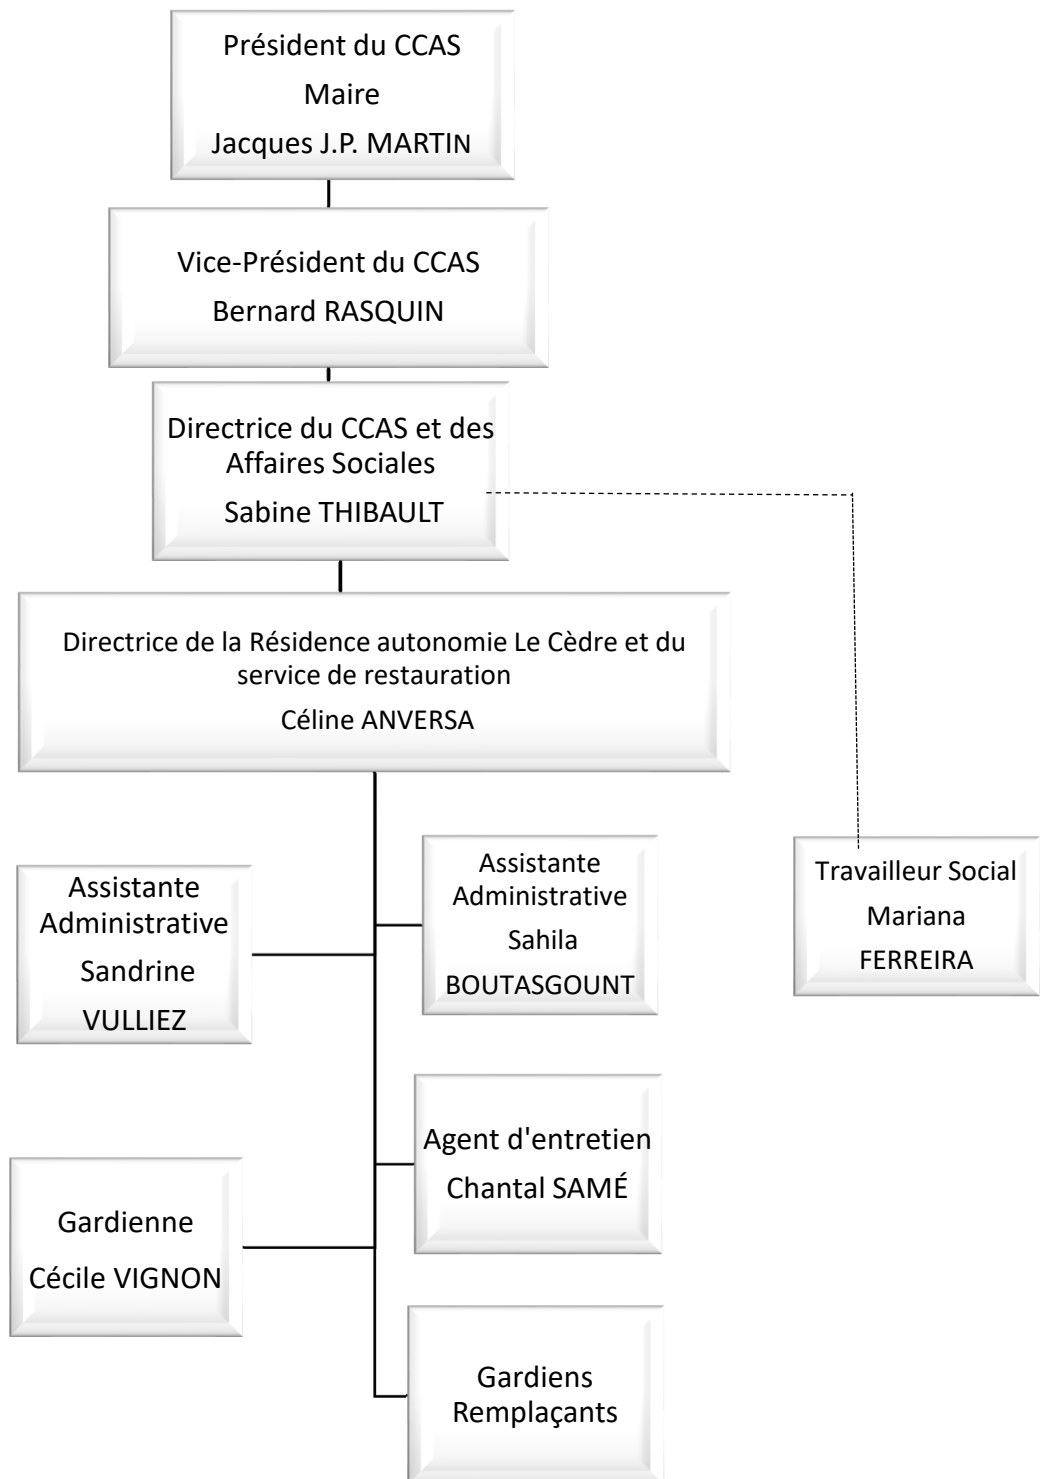 Président du CCAS
Maire
Jacques J.P. MARTIN
Vice-Président du CCAS
Bernard RASQUIN
Directrice du CCAS et des
Affaires Sociales
Sabine THIBAULT
Directrice de la Résidence autonomie Le Cèdre et du
service de restauration
Céline ANVERSA
Assistante
Administrative
Sandrine
VULLIEZ
Assistante
Administrative
Sahila
BOUTASGOUNT
Travailleur Social
Mariana
FERREIRA
Agent d'entretien
Chantal SAMÉ
Gardienne
Cécile VIGNON
Gardiens
Remplaçants